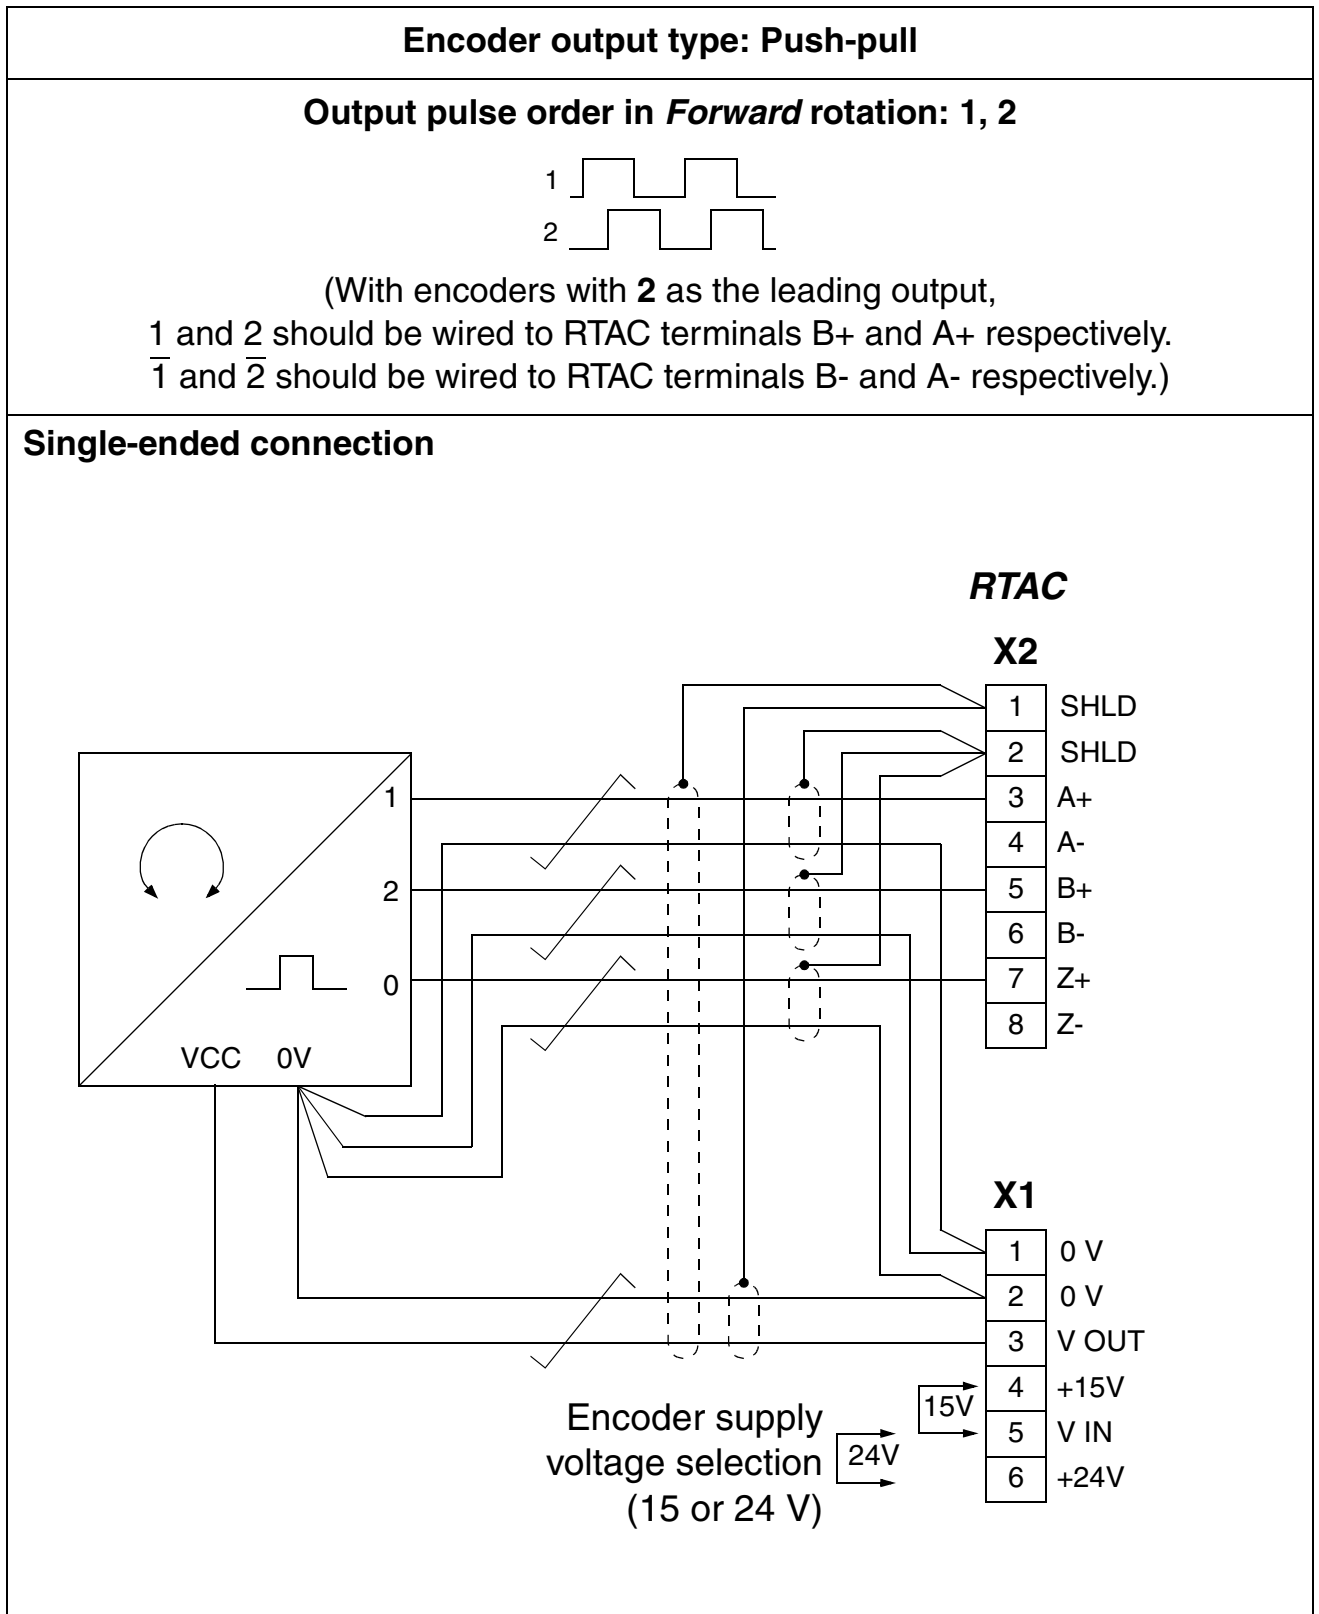 Encoder output type: Push-pull
Output pulse order in Forward rotation: 1, 2
1
2
(With encoders with 2 as the leading output,
1 and 2 should be wired to RTAC terminals B+ and A+ respectively.
1̅ and 2̅ should be wired to RTAC terminals B- and A- respectively.)
Single-ended connection
RTAC
X2
1 SHLD
2 SHLD
3 A+
4 A-
5 B+
6 B-
7 Z+
8 Z-
1
2
0
VCC 0V
X1
1 0 V
2 0 V
3 V OUT
4 +15V
5 V IN
6 +24V
15V
24V
Encoder supply
voltage selection
(15 or 24 V)